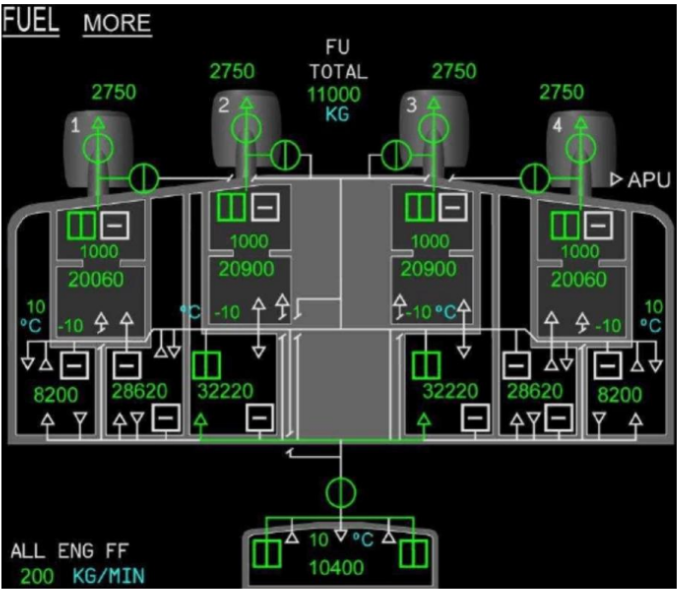 FUEL MORE
FU
TOTAL
11000
KG
2750
2750
2750
2750
1
2
3
4
APU
1000
1000
1000
1000
20060
20900
20900
20060
10
°C
-10
°C
-10
-10
°C
-10
10
°C
8200
28620
32220
32220
28620
8200
10 °C
10400
ALL ENG FF
200 KG/MIN